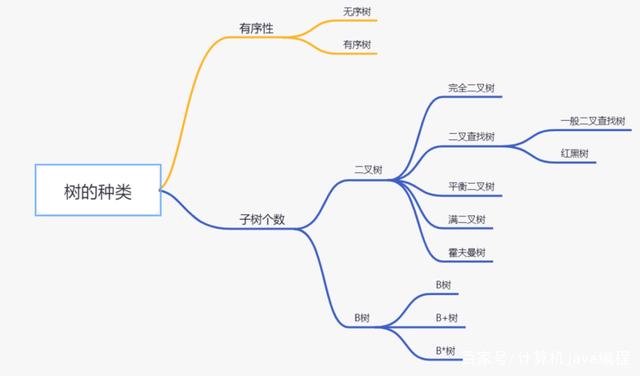 树的种类
有序性
无序树
有序树
子树个数
二叉树
完全二叉树
二叉查找树
一般二叉查找树
红黑树
平衡二叉树
满二叉树
霍夫曼树
B树
B树
B+树
B*树
百家号/计算机java编程